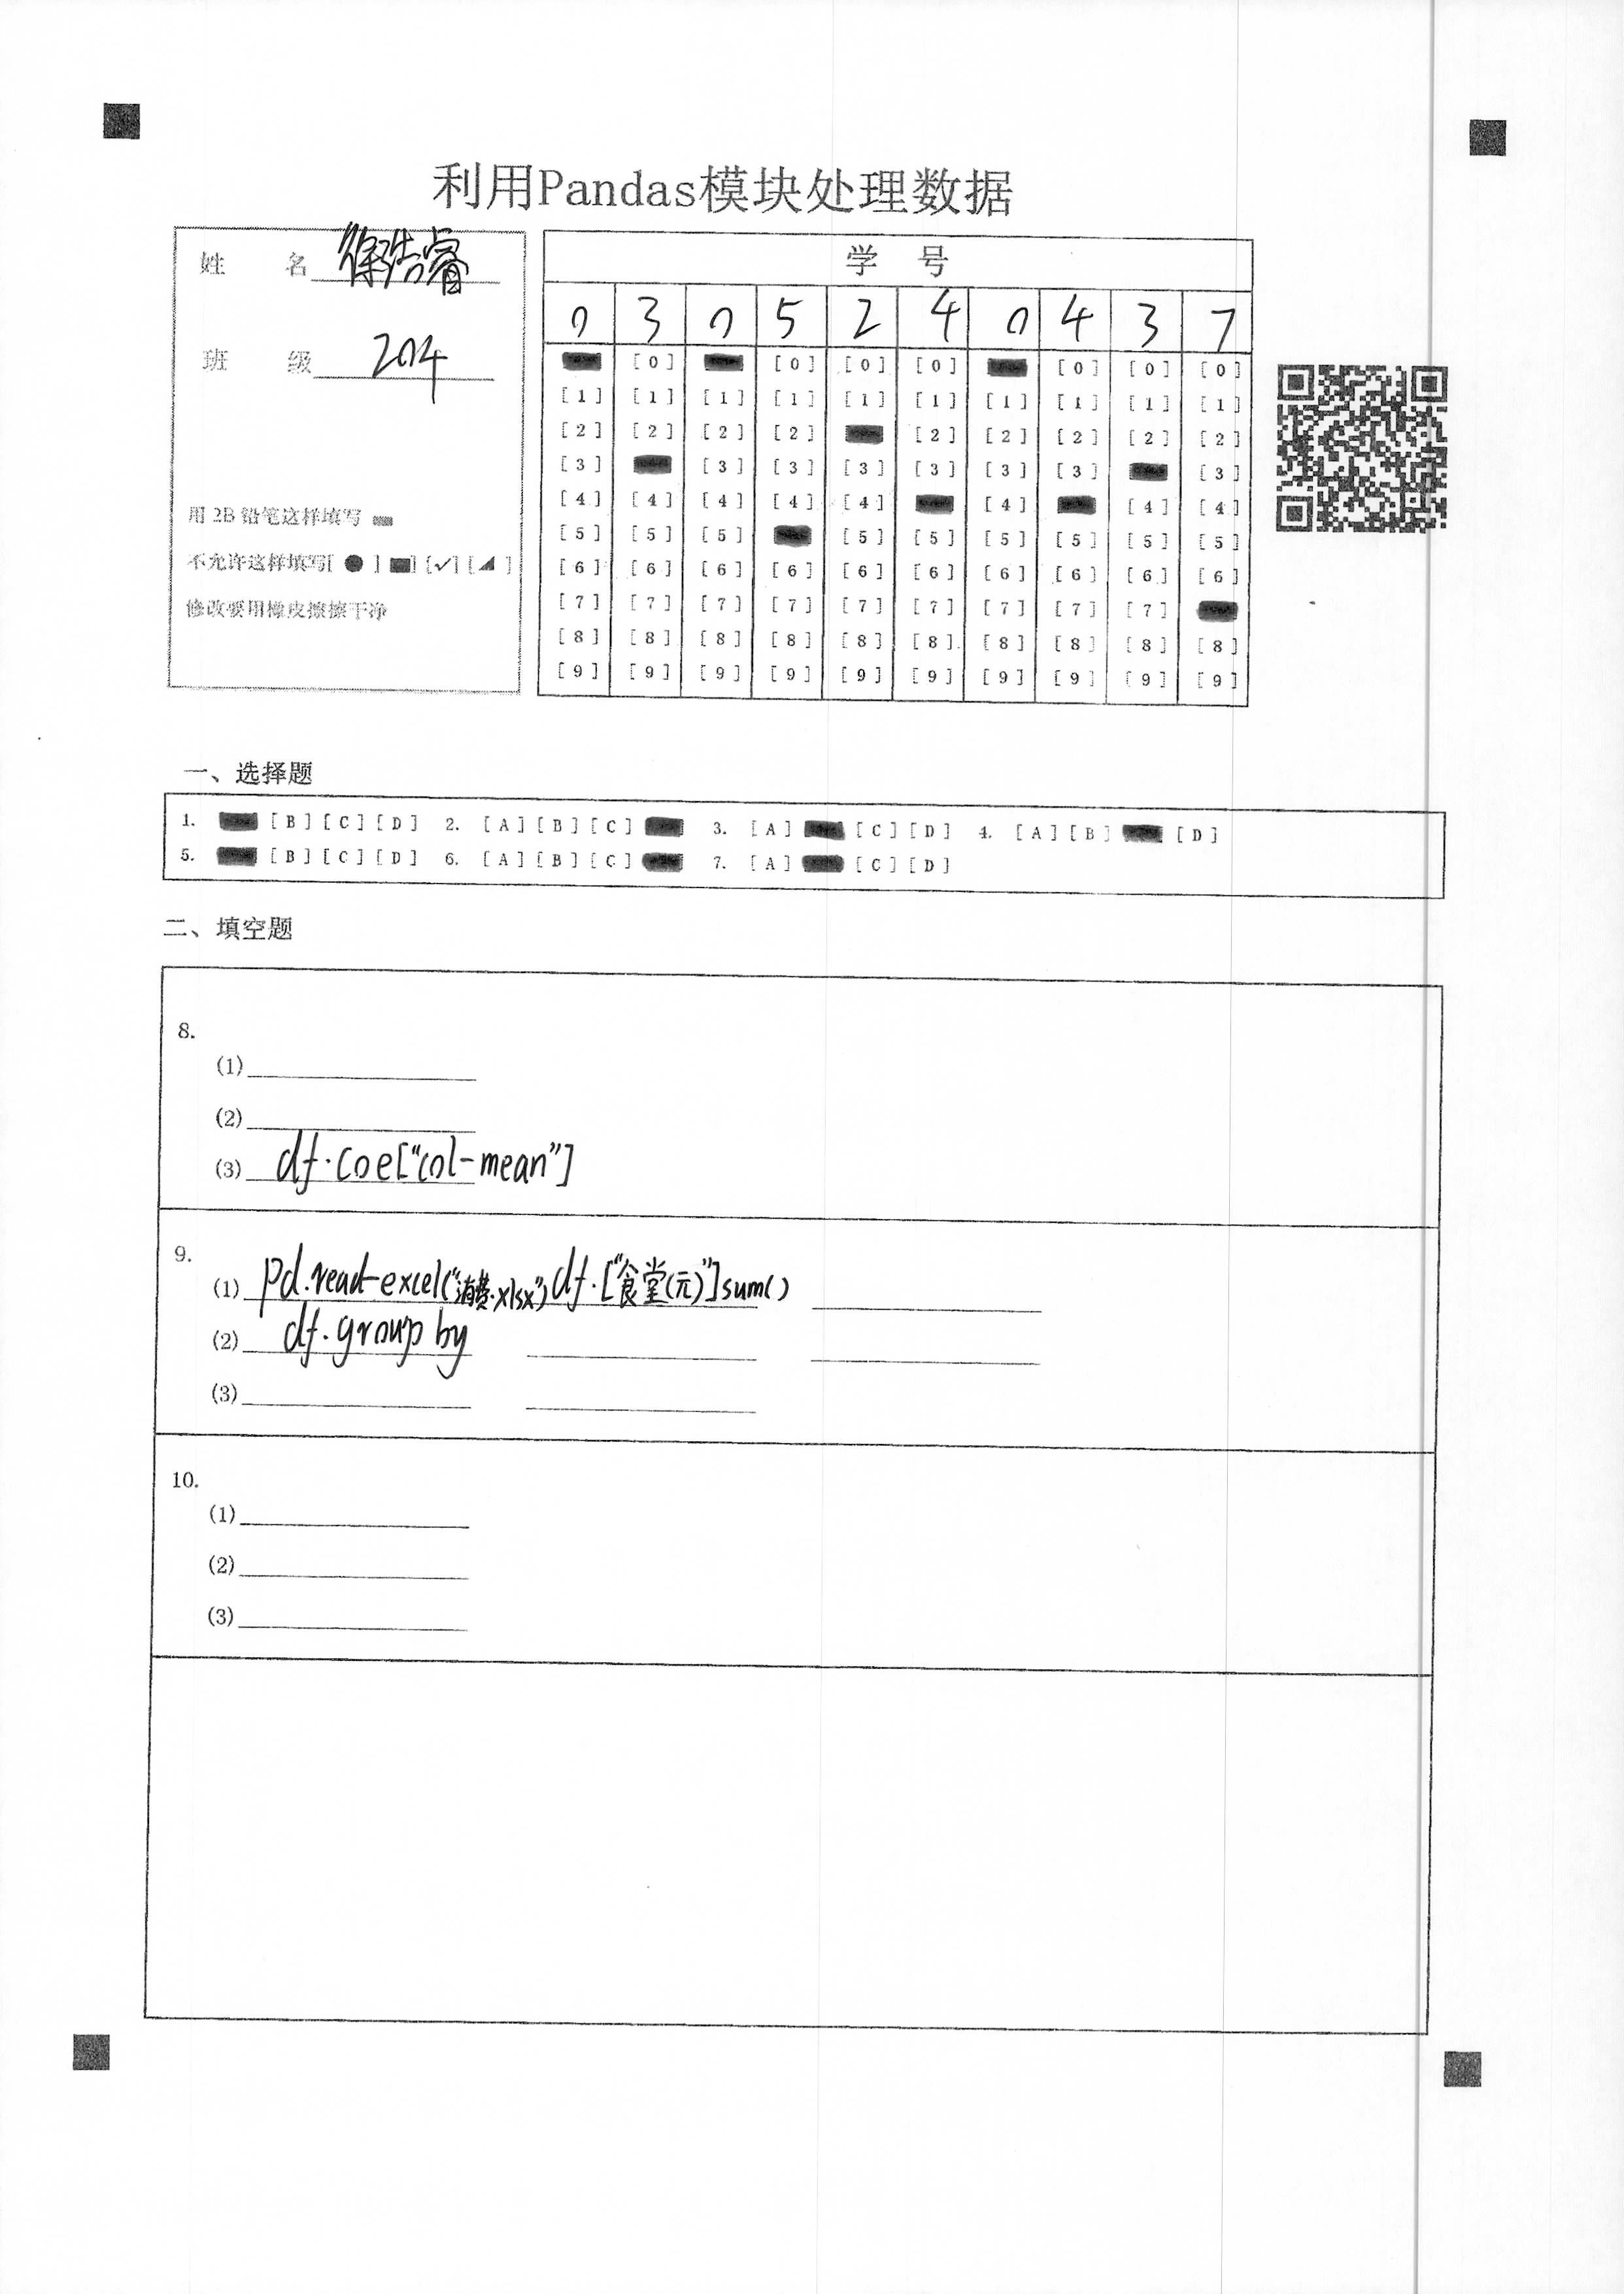 利用Pandas模块处理数据
姓 名 徐浩睿
班 级 204
用 2B 铅笔这样填写
不允许这样填写[ ● ] [■] [✓] [◢ ]
修改要用橡皮擦擦干净
学 号
0 3 0 5 2 4 0 4 3 7
[0] [0] [0] [0] [0] [0] [0]
[1] [1] [1] [1] [1] [1] [1] [1] [1] [1]
[2] [2] [2] [2] [2] [2] [2] [2] [2]
[3] [3] [3] [3] [3] [3] [3] [3]
[4] [4] [4] [4] [4] [4] [4] [4]
[5] [5] [5] [5] [5] [5] [5] [5] [5]
[6] [6] [6] [6] [6] [6] [6] [6] [6] [6]
[7] [7] [7] [7] [7] [7] [7] [7] [7]
[8] [8] [8] [8] [8] [8] [8] [8] [8] [8]
[9] [9] [9] [9] [9] [9] [9] [9] [9] [9]
一、选择题
1. [B] [C] [D] 2. [A] [B] [C] 3. [A] [C] [D] 4. [A] [B] [D]
5. [B] [C] [D] 6. [A] [B] [C] 7. [A] [C] [D]
二、填空题
8.
(1)
(2)
(3) df.coe["col-mean"]
9.
(1) pd.read-excel("消费.xlsx") df.["食堂(元)"]sum()
(2) df.group by
(3)
10.
(1)
(2)
(3)